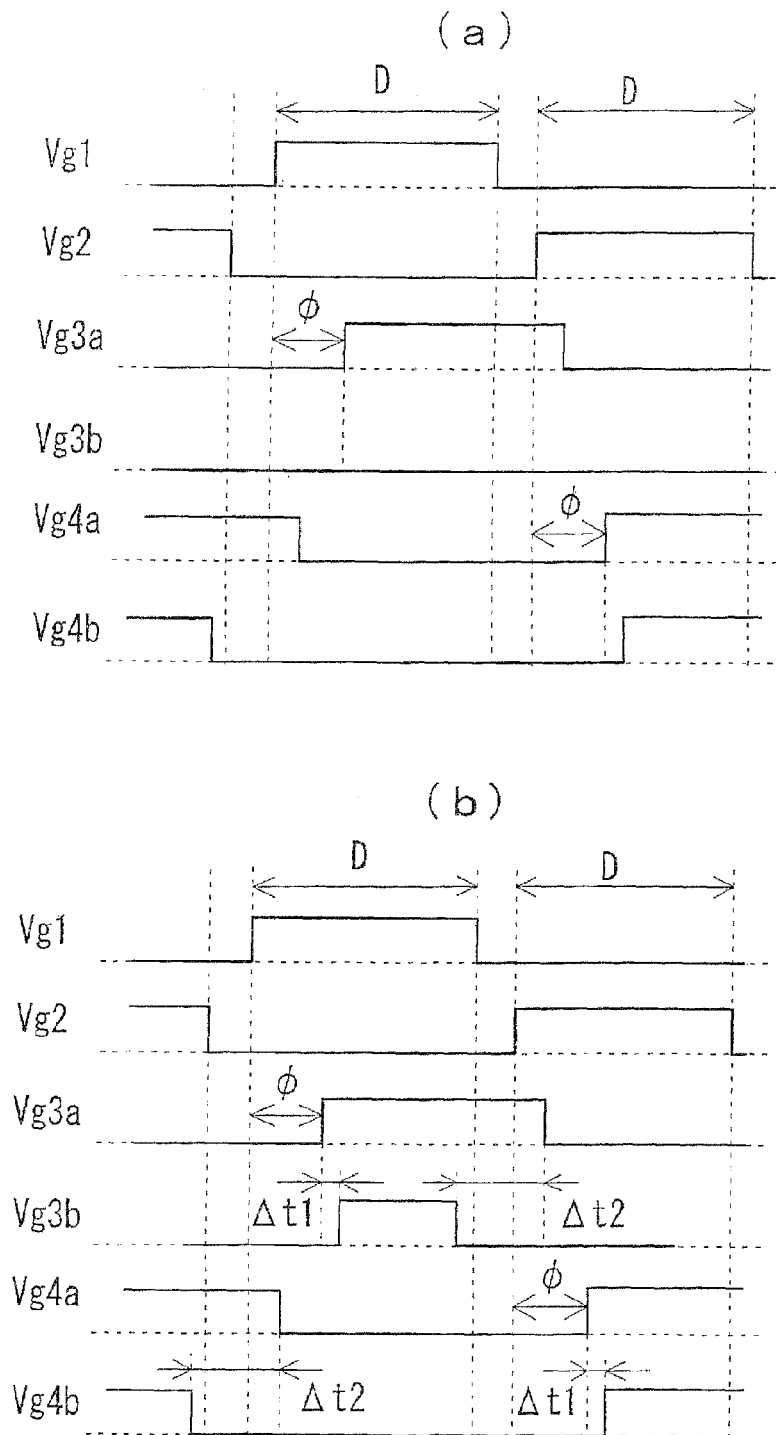 (a)
D D
Vg1
Vg2
ϕ
Vg3a
Vg3b
ϕ
Vg4a
Vg4b
(b)
D D
Vg1
Vg2
ϕ
Vg3a
Vg3b Δt1 Δt2
ϕ
Vg4a
Vg4b Δt2 Δt1